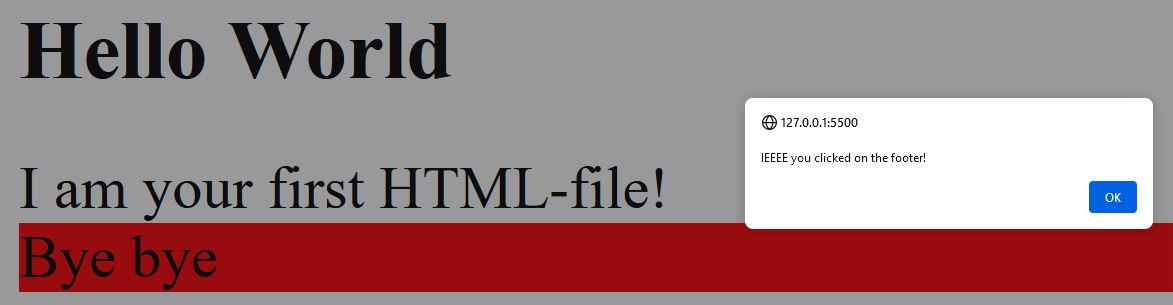 Hello World
127.0.0.1:5500
IEEEE you clicked on the footer!
OK
I am your first HTML-file!
Bye bye